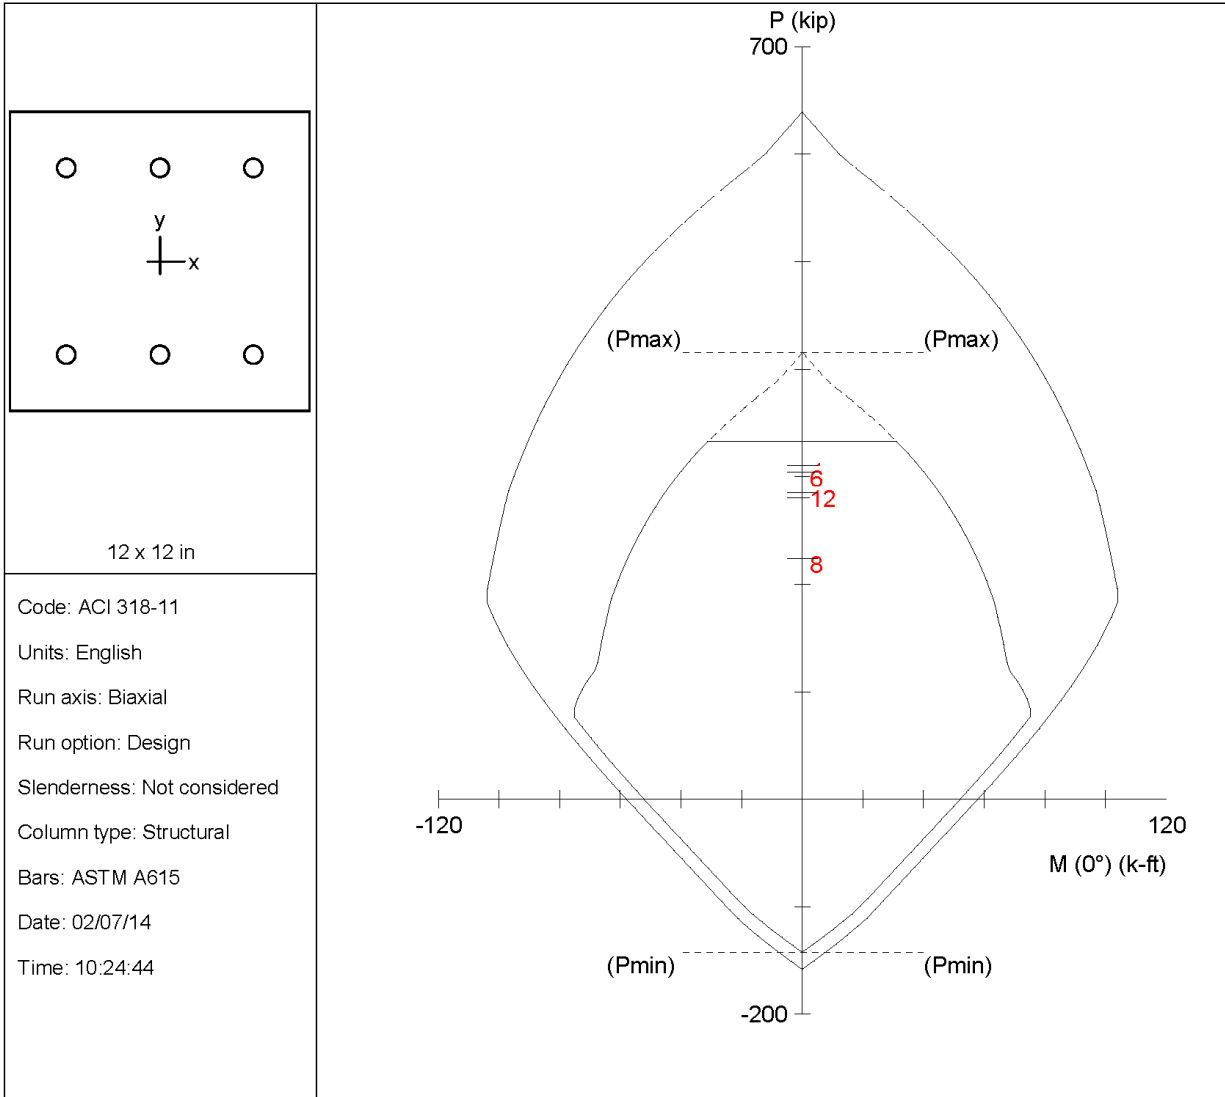 P (kip)
700
y
x
(Pmax) (Pmax)
6
12
8
12 x 12 in
Code: ACI 318-11
Units: English
Run axis: Biaxial
Run option: Design
Slenderness: Not considered
Column type: Structural
Bars: ASTM A615
Date: 02/07/14
Time: 10:24:44
-120 120
M (0°) (k-ft)
(Pmin) (Pmin)
-200